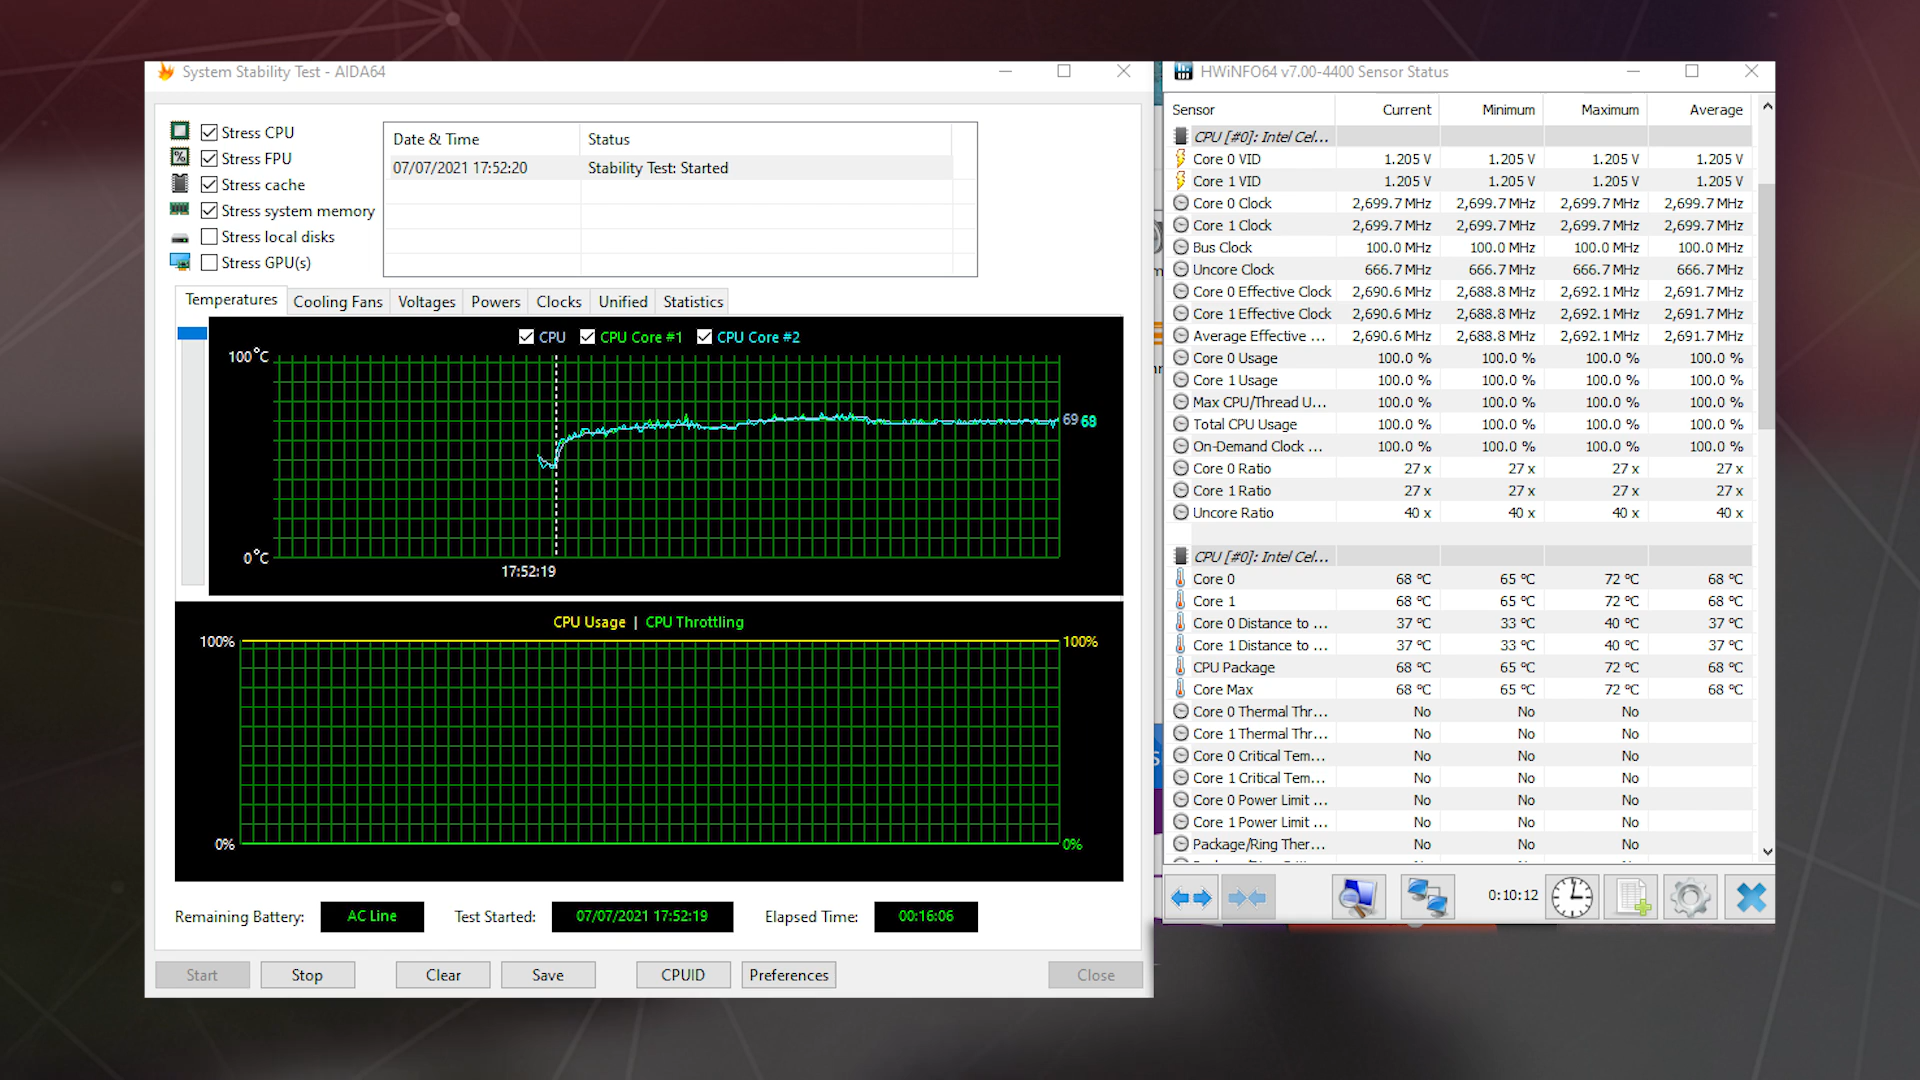 System Stability Test - AIDA64
Stress CPU
Stress FPU
Stress cache
Stress system memory
Stress local disks
Stress GPU(s)
Date & Time Status
07/07/2021 17:52:20 Stability Test: Started
Temperatures Cooling Fans Voltages Powers Clocks Unified Statistics
CPU CPU Core #1 CPU Core #2
100°C
69 68
0°C
17:52:19
CPU Usage | CPU Throttling
100% 100%
0% 0%
Remaining Battery: AC Line Test Started: 07/07/2021 17:52:19 Elapsed Time: 00:16:06
Start Stop Clear Save CPUID Preferences Close
HWiNFO64 v7.00-4400 Sensor Status
Sensor Current Minimum Maximum Average
CPU [#0]: Intel Cel...
Core 0 VID 1.205 V 1.205 V 1.205 V 1.205 V
Core 1 VID 1.205 V 1.205 V 1.205 V 1.205 V
Core 0 Clock 2,699.7 MHz 2,699.7 MHz 2,699.7 MHz 2,699.7 MHz
Core 1 Clock 2,699.7 MHz 2,699.7 MHz 2,699.7 MHz 2,699.7 MHz
Bus Clock 100.0 MHz 100.0 MHz 100.0 MHz 100.0 MHz
Uncore Clock 666.7 MHz 666.7 MHz 666.7 MHz 666.7 MHz
Core 0 Effective Clock 2,690.6 MHz 2,688.8 MHz 2,692.1 MHz 2,691.7 MHz
Core 1 Effective Clock 2,690.6 MHz 2,688.8 MHz 2,692.1 MHz 2,691.7 MHz
Average Effective ... 2,690.6 MHz 2,688.8 MHz 2,692.1 MHz 2,691.7 MHz
Core 0 Usage 100.0 % 100.0 % 100.0 % 100.0 %
Core 1 Usage 100.0 % 100.0 % 100.0 % 100.0 %
Max CPU/Thread U... 100.0 % 100.0 % 100.0 % 100.0 %
Total CPU Usage 100.0 % 100.0 % 100.0 % 100.0 %
On-Demand Clock ... 100.0 % 100.0 % 100.0 % 100.0 %
Core 0 Ratio 27 x 27 x 27 x 27 x
Core 1 Ratio 27 x 27 x 27 x 27 x
Uncore Ratio 40 x 40 x 40 x 40 x
CPU [#0]: Intel Cel...
Core 0 68 °C 65 °C 72 °C 68 °C
Core 1 68 °C 65 °C 72 °C 68 °C
Core 0 Distance to ... 37 °C 33 °C 40 °C 37 °C
Core 1 Distance to ... 37 °C 33 °C 40 °C 37 °C
CPU Package 68 °C 65 °C 72 °C 68 °C
Core Max 68 °C 65 °C 72 °C 68 °C
Core 0 Thermal Thr... No No No
Core 1 Thermal Thr... No No No
Core 0 Critical Tem... No No No
Core 1 Critical Tem... No No No
Core 0 Power Limit ... No No No
Core 1 Power Limit ... No No No
Package/Ring Ther... No No No
0:10:12